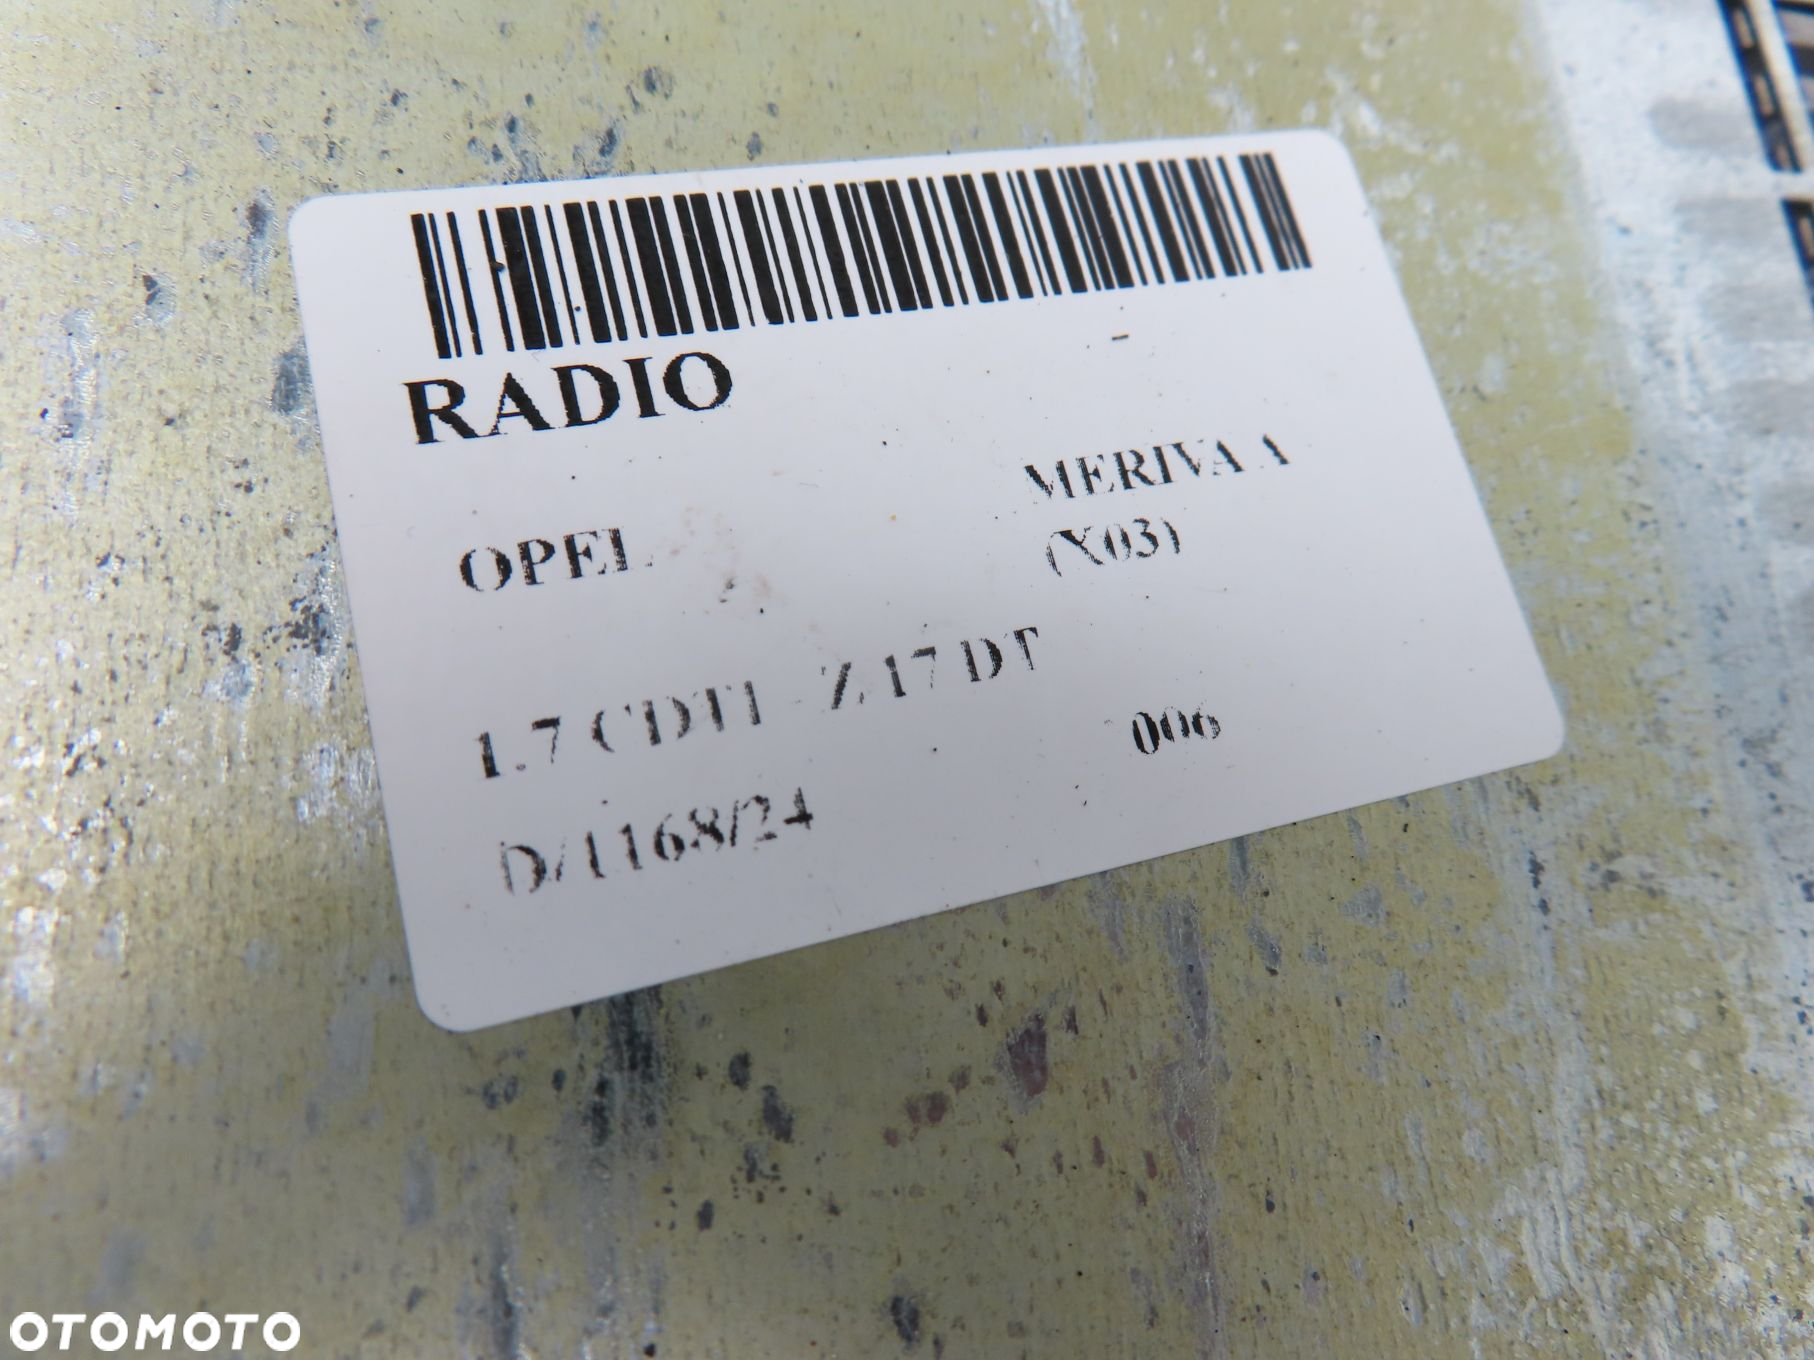 RADIO
MERIVA A
OPEL
(X03)
1.7 CDTI - Z 17 DT
006
D/1168/24
OTOMOTO